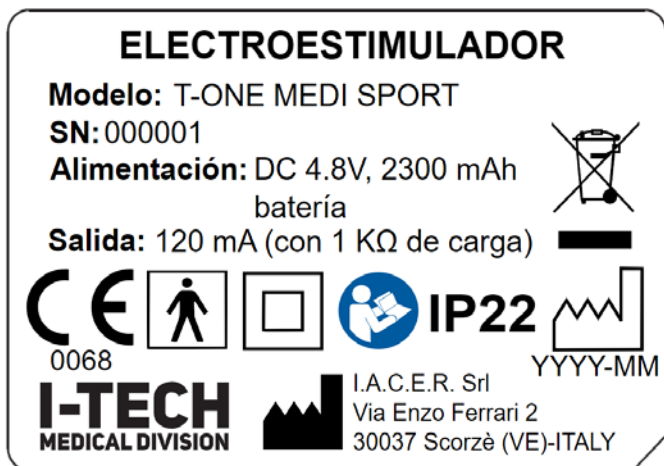 ELECTROESTIMULADOR
Modelo: T-ONE MEDI SPORT
SN: 000001
Alimentación: DC 4.8V, 2300 mAh
batería
Salida: 120 mA (con 1 KΩ de carga)
CE
0068
IP22
YYYY-MM
I-TECH
MEDICAL DIVISION
I.A.C.E.R. Srl
Via Enzo Ferrari 2
30037 Scorzè (VE)-ITALY